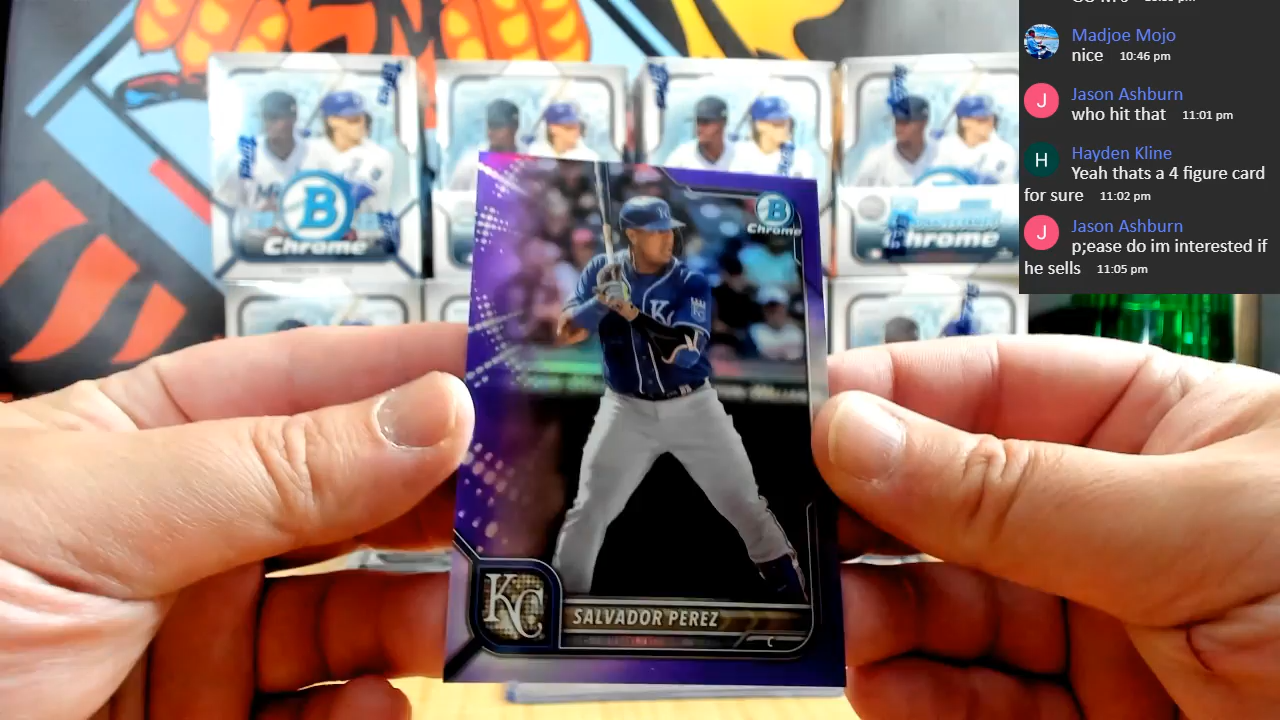 Madjoe Mojo
nice 10:46 pm
J Jason Ashburn
who hit that 11:01 pm
H Hayden Kline
Yeah thats a 4 figure card
for sure 11:02 pm
J Jason Ashburn
p;ease do im interested if
he sells 11:05 pm
B
Chrome
B
Chrome
hrome
K
KC
SALVADOR PEREZ
C